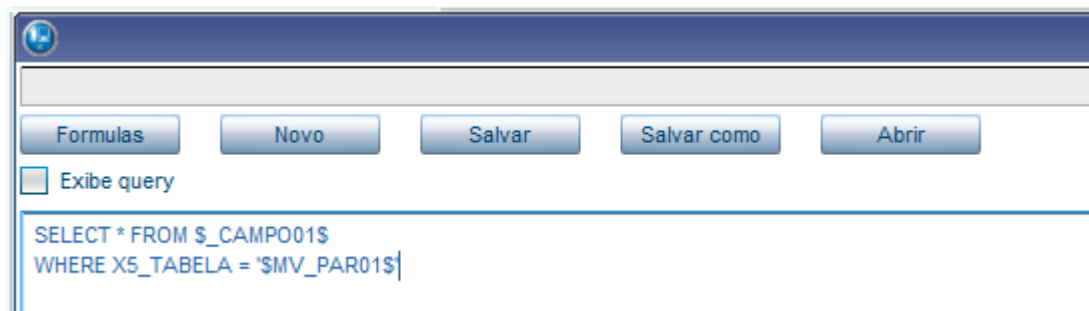 Formulas Novo Salvar Salvar como Abrir
Exibe query
SELECT * FROM $_CAMPO01$
WHERE X5_TABELA = '$MV_PAR01$'